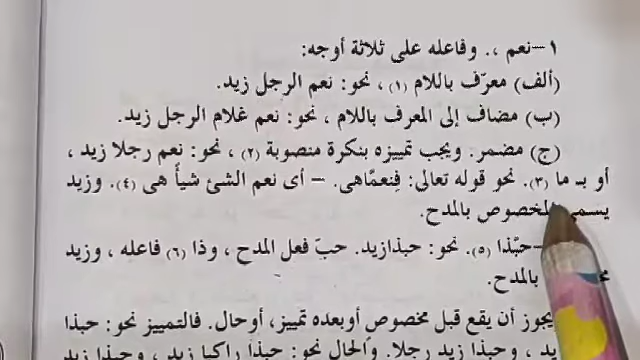 ١ –نعم ،. وفاعله على ثلاثة أوجه:
(ألف) معرّف باللام (١) ، نحو: نعم الرجل زيد.
(ب) مضاف إلى المعرف باللام ، نحو: نعم غلام الرجل زيد.
(ج) مضمر. ويجب تمييزه بنكرة منصوبة (٢) ، نحو: نعم رجلا زيد ،
أو بـ ما (٣). نحو قوله تعالى: فِنعمَّاهى. – أى نعم الشئ شيأً هى (٤). وزيد
يسمى المخصوص بالمدح.
–حبّذا (٥). نحو: حبذازيد. حبّ فعل المدح ، وذا (٦) فاعله ، وزيد
بالمدح.
يجوز أن يقع قبل مخصوص أوبعده تمييز، أوحال. فالتمييز نحو: حبذا
زيد ، وحبذا زيد رجلا. والحال نحو: حبذا راكبا زيد ، وحبذا زيد